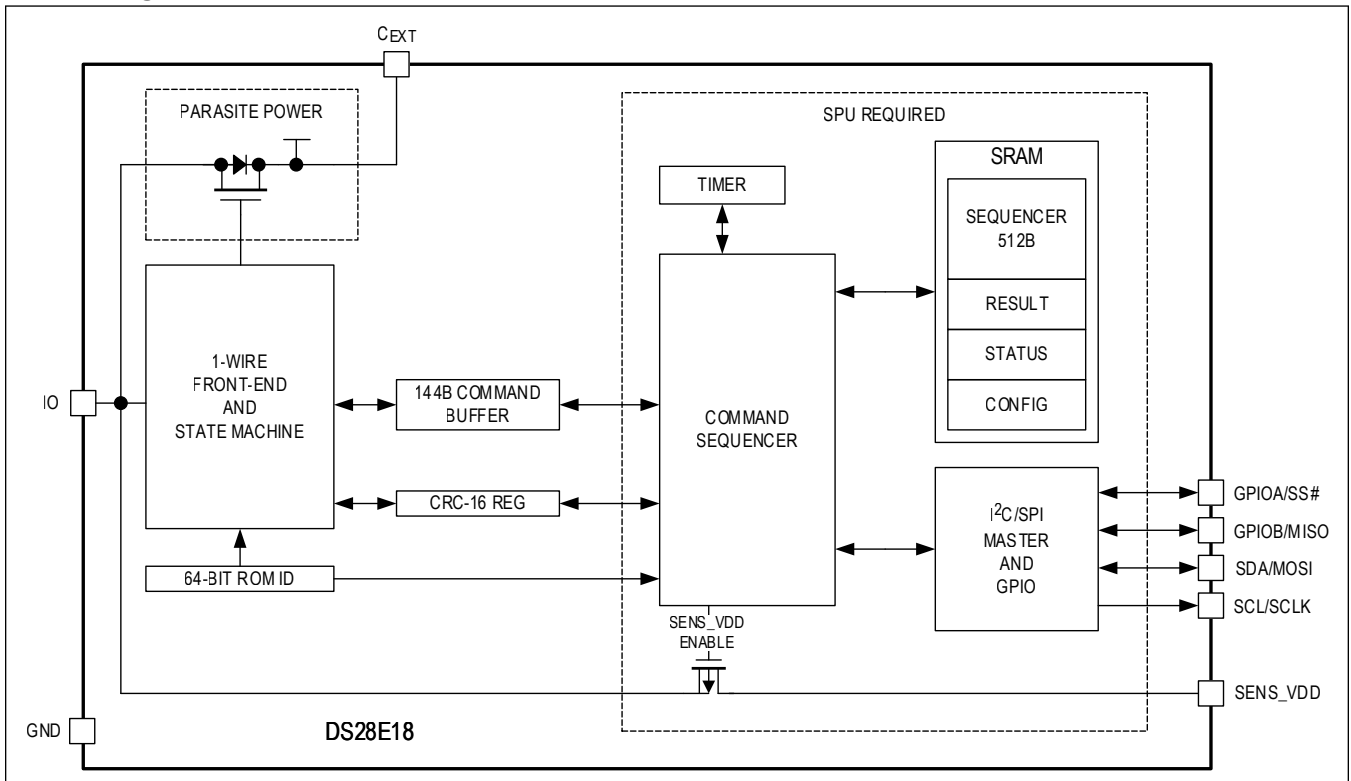 CEXT
PARASITE POWER
SPU REQUIRED
SRAM
TIMER
SEQUENCER
512B
RESULT
STATUS
CONFIG
1-WIRE
FRONT-END
AND
STATE MACHINE
IO
144B COMMAND
BUFFER
COMMAND
SEQUENCER
CRC-16 REG
64-BIT ROM ID
I²C/SPI
MASTER
AND
GPIO
GPIOA/SS#
GPIOB/MISO
SDA/MOSI
SCL/SCLK
SENS_VDD
ENABLE
SENS_VDD
GND
DS28E18